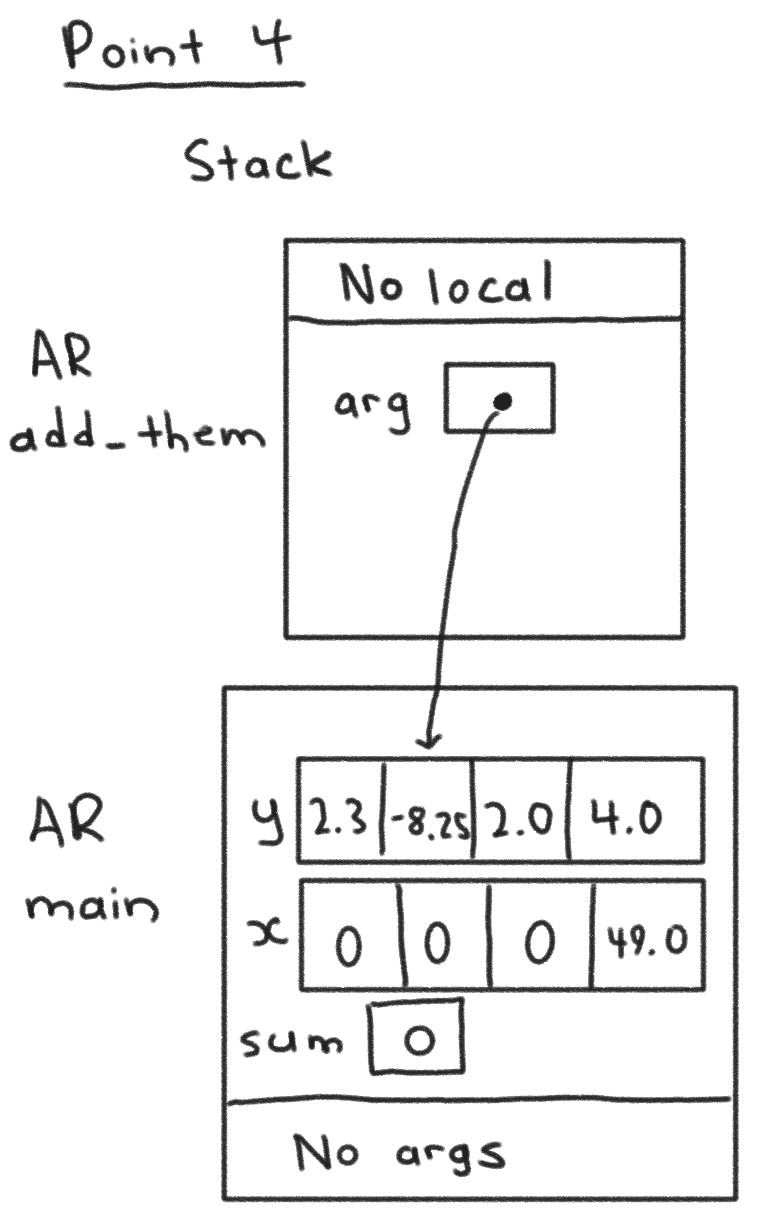 Point 4
Stack
No local
AR
add_them
arg
AR
main
y 2.3 -8.25 2.0 4.0
x 0 0 0 49.0
sum 0
No args